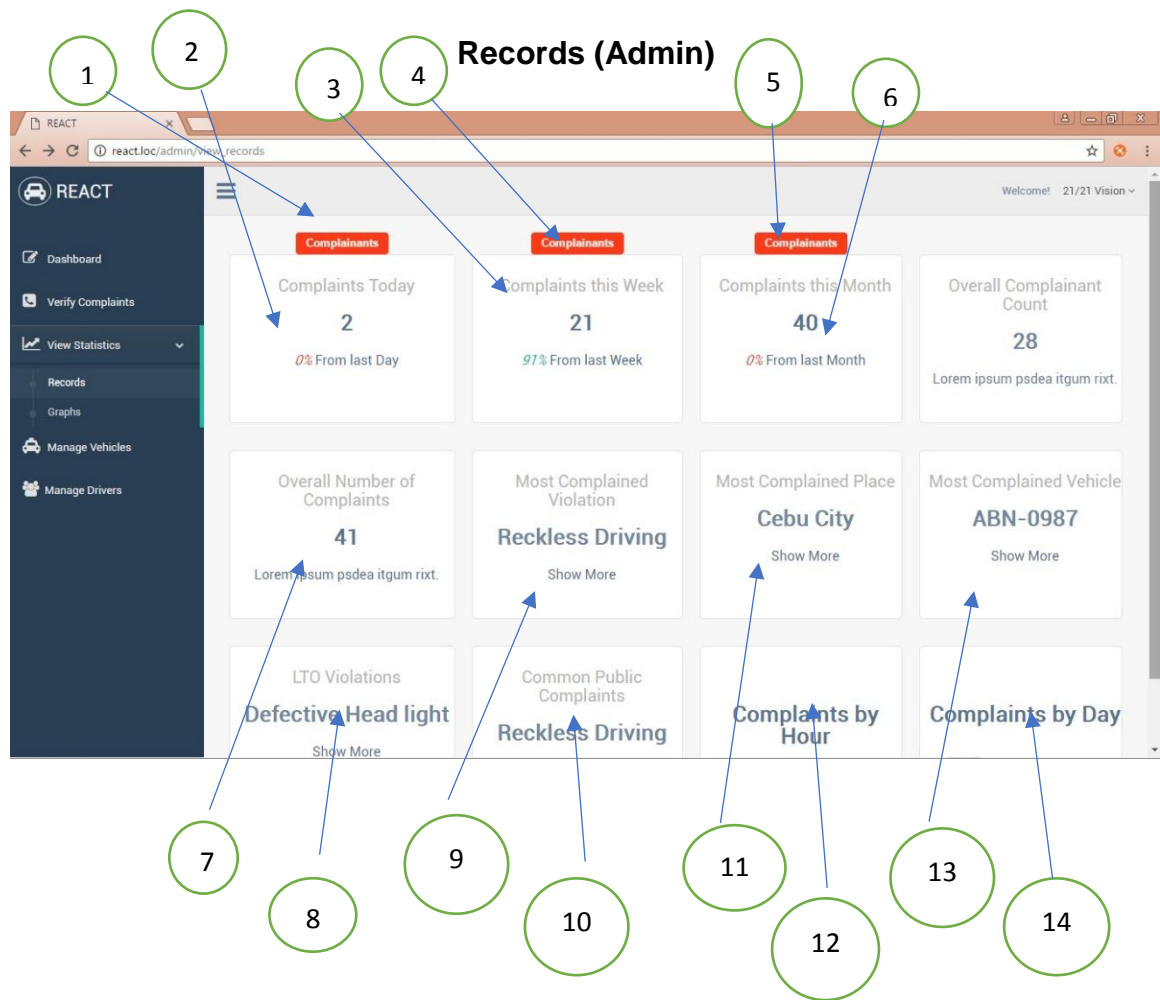 Records (Admin)
1
2
3
4
5
6
REACT
react.loc/admin/view_records
REACT
Welcome! 21/21 Vision
Dashboard
Verify Complaints
View Statistics
Records
Graphs
Manage Vehicles
Manage Drivers
Complainants
Complaints Today
2
0% From last Day
Complainants
Complaints this Week
21
91% From last Week
Complainants
Complaints this Month
40
0% From last Month
Overall Complainant
Count
28
Lorem ipsum psdea itgum rixt.
Overall Number of
Complaints
41
Lorem ipsum psdea itgum rixt.
Most Complained
Violation
Reckless Driving
Show More
Most Complained Place
Cebu City
Show More
Most Complained Vehicle
ABN-0987
Show More
LTO Violations
Defective Head light
Show More
Common Public
Complaints
Reckless Driving
Complaints by
Hour
Complaints by Day
7
8
9
10
11
12
13
14